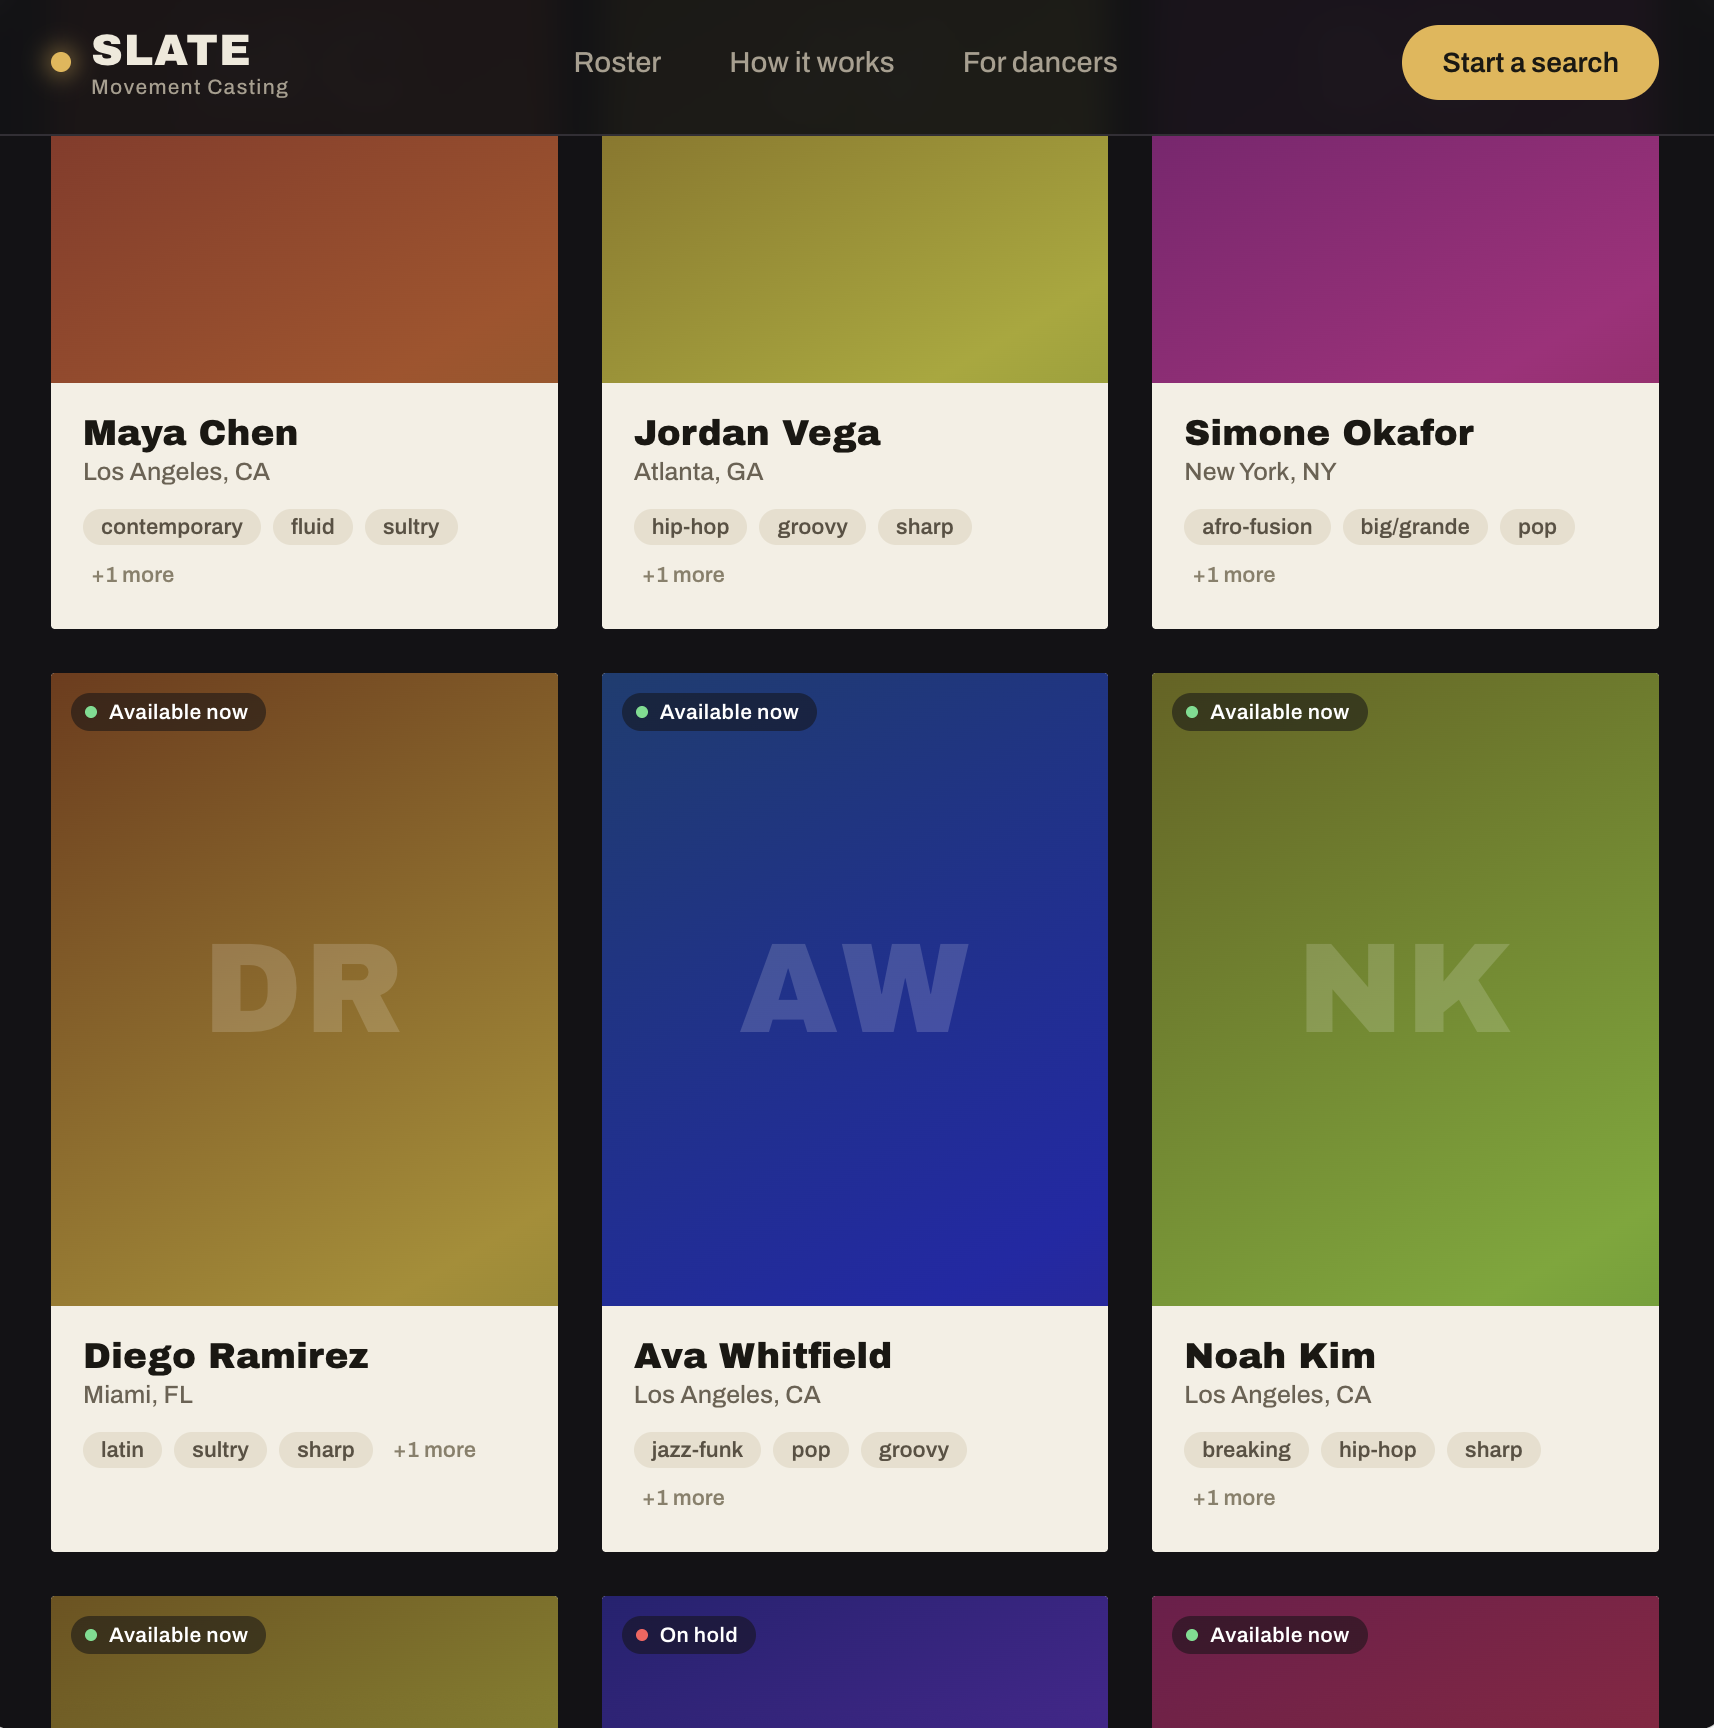 SLATE
Movement Casting
Roster
How it works
For dancers
Start a search
Maya Chen
Los Angeles, CA
contemporary fluid sultry
+1 more
Jordan Vega
Atlanta, GA
hip-hop groovy sharp
+1 more
Simone Okafor
New York, NY
afro-fusion big/grande pop
+1 more
Available now
DR
Diego Ramirez
Miami, FL
latin sultry sharp +1 more
Available now
AW
Ava Whitfield
Los Angeles, CA
jazz-funk pop groovy
+1 more
Available now
NK
Noah Kim
Los Angeles, CA
breaking hip-hop sharp
+1 more
Available now
On hold
Available now